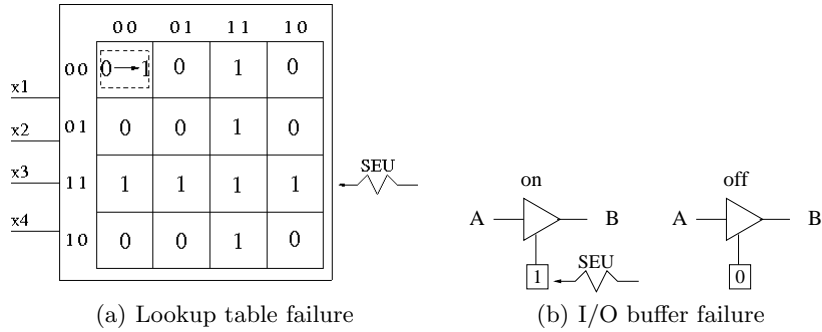 00 01 11 10
00 0→1 0 1 0
x1
01 0 0 1 0
x2
x3
11 1 1 1 1
SEU
x4
10 0 0 1 0
(a) Lookup table failure
on off
A B A B
1 SEU 0
(b) I/O buffer failure